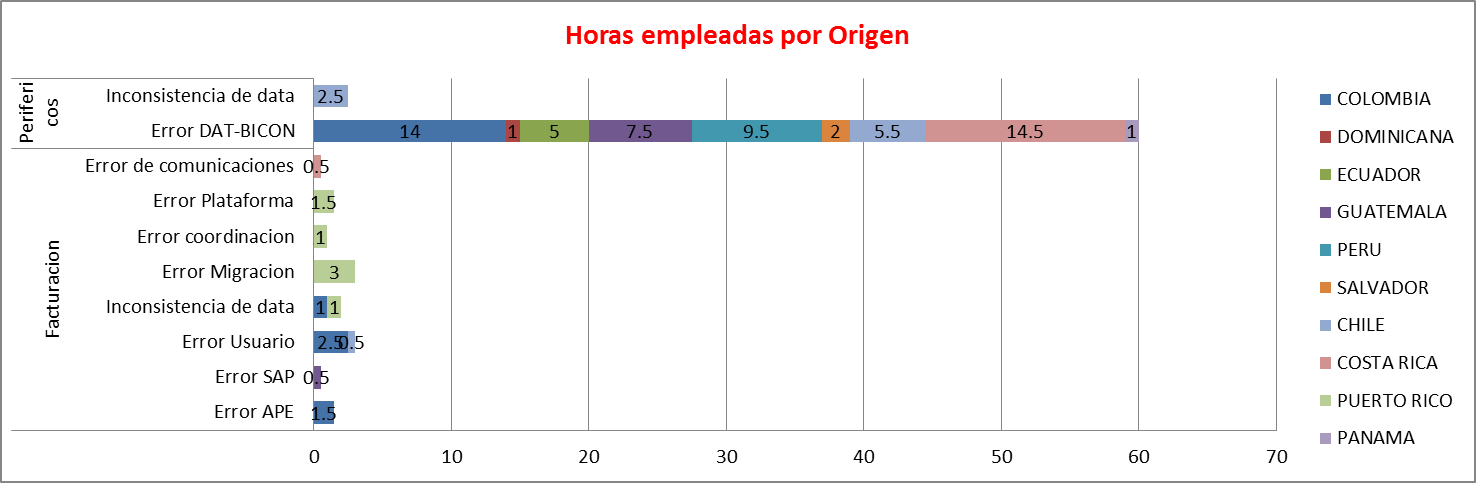 Horas empleadas por Origen
Periferi
cos
Inconsistencia de data
2.5
Error DAT-BICON
14 1 5 7.5 9.5 2 5.5 14.5 1
Facturacion
Error de comunicaciones
0.5
Error Plataforma
1.5
Error coordinacion
1
Error Migracion
3
Inconsistencia de data
1 1
Error Usuario
2.5 0.5
Error SAP
0.5
Error APE
1.5
0 10 20 30 40 50 60 70
COLOMBIA
DOMINICANA
ECUADOR
GUATEMALA
PERU
SALVADOR
CHILE
COSTA RICA
PUERTO RICO
PANAMA